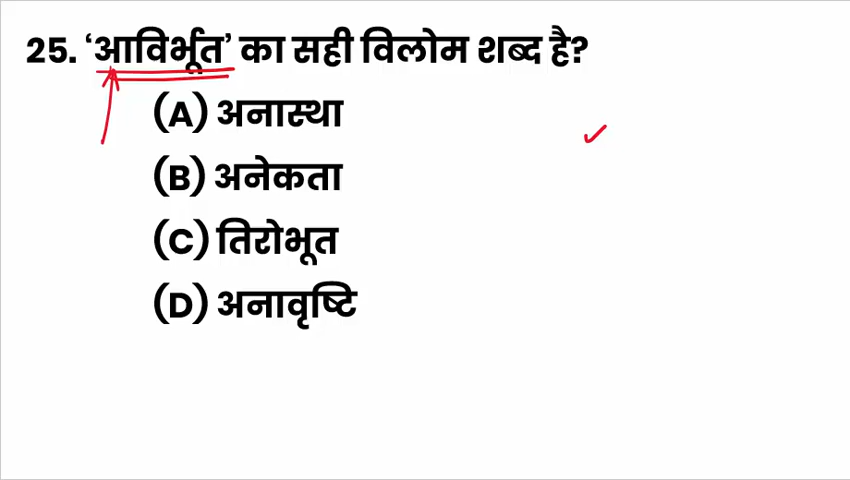 25. ‘आविर्भूत’ का सही विलोम शब्द है?
(A) अनास्था
(B) अनेकता
(C) तिरोभूत
(D) अनावृष्टि